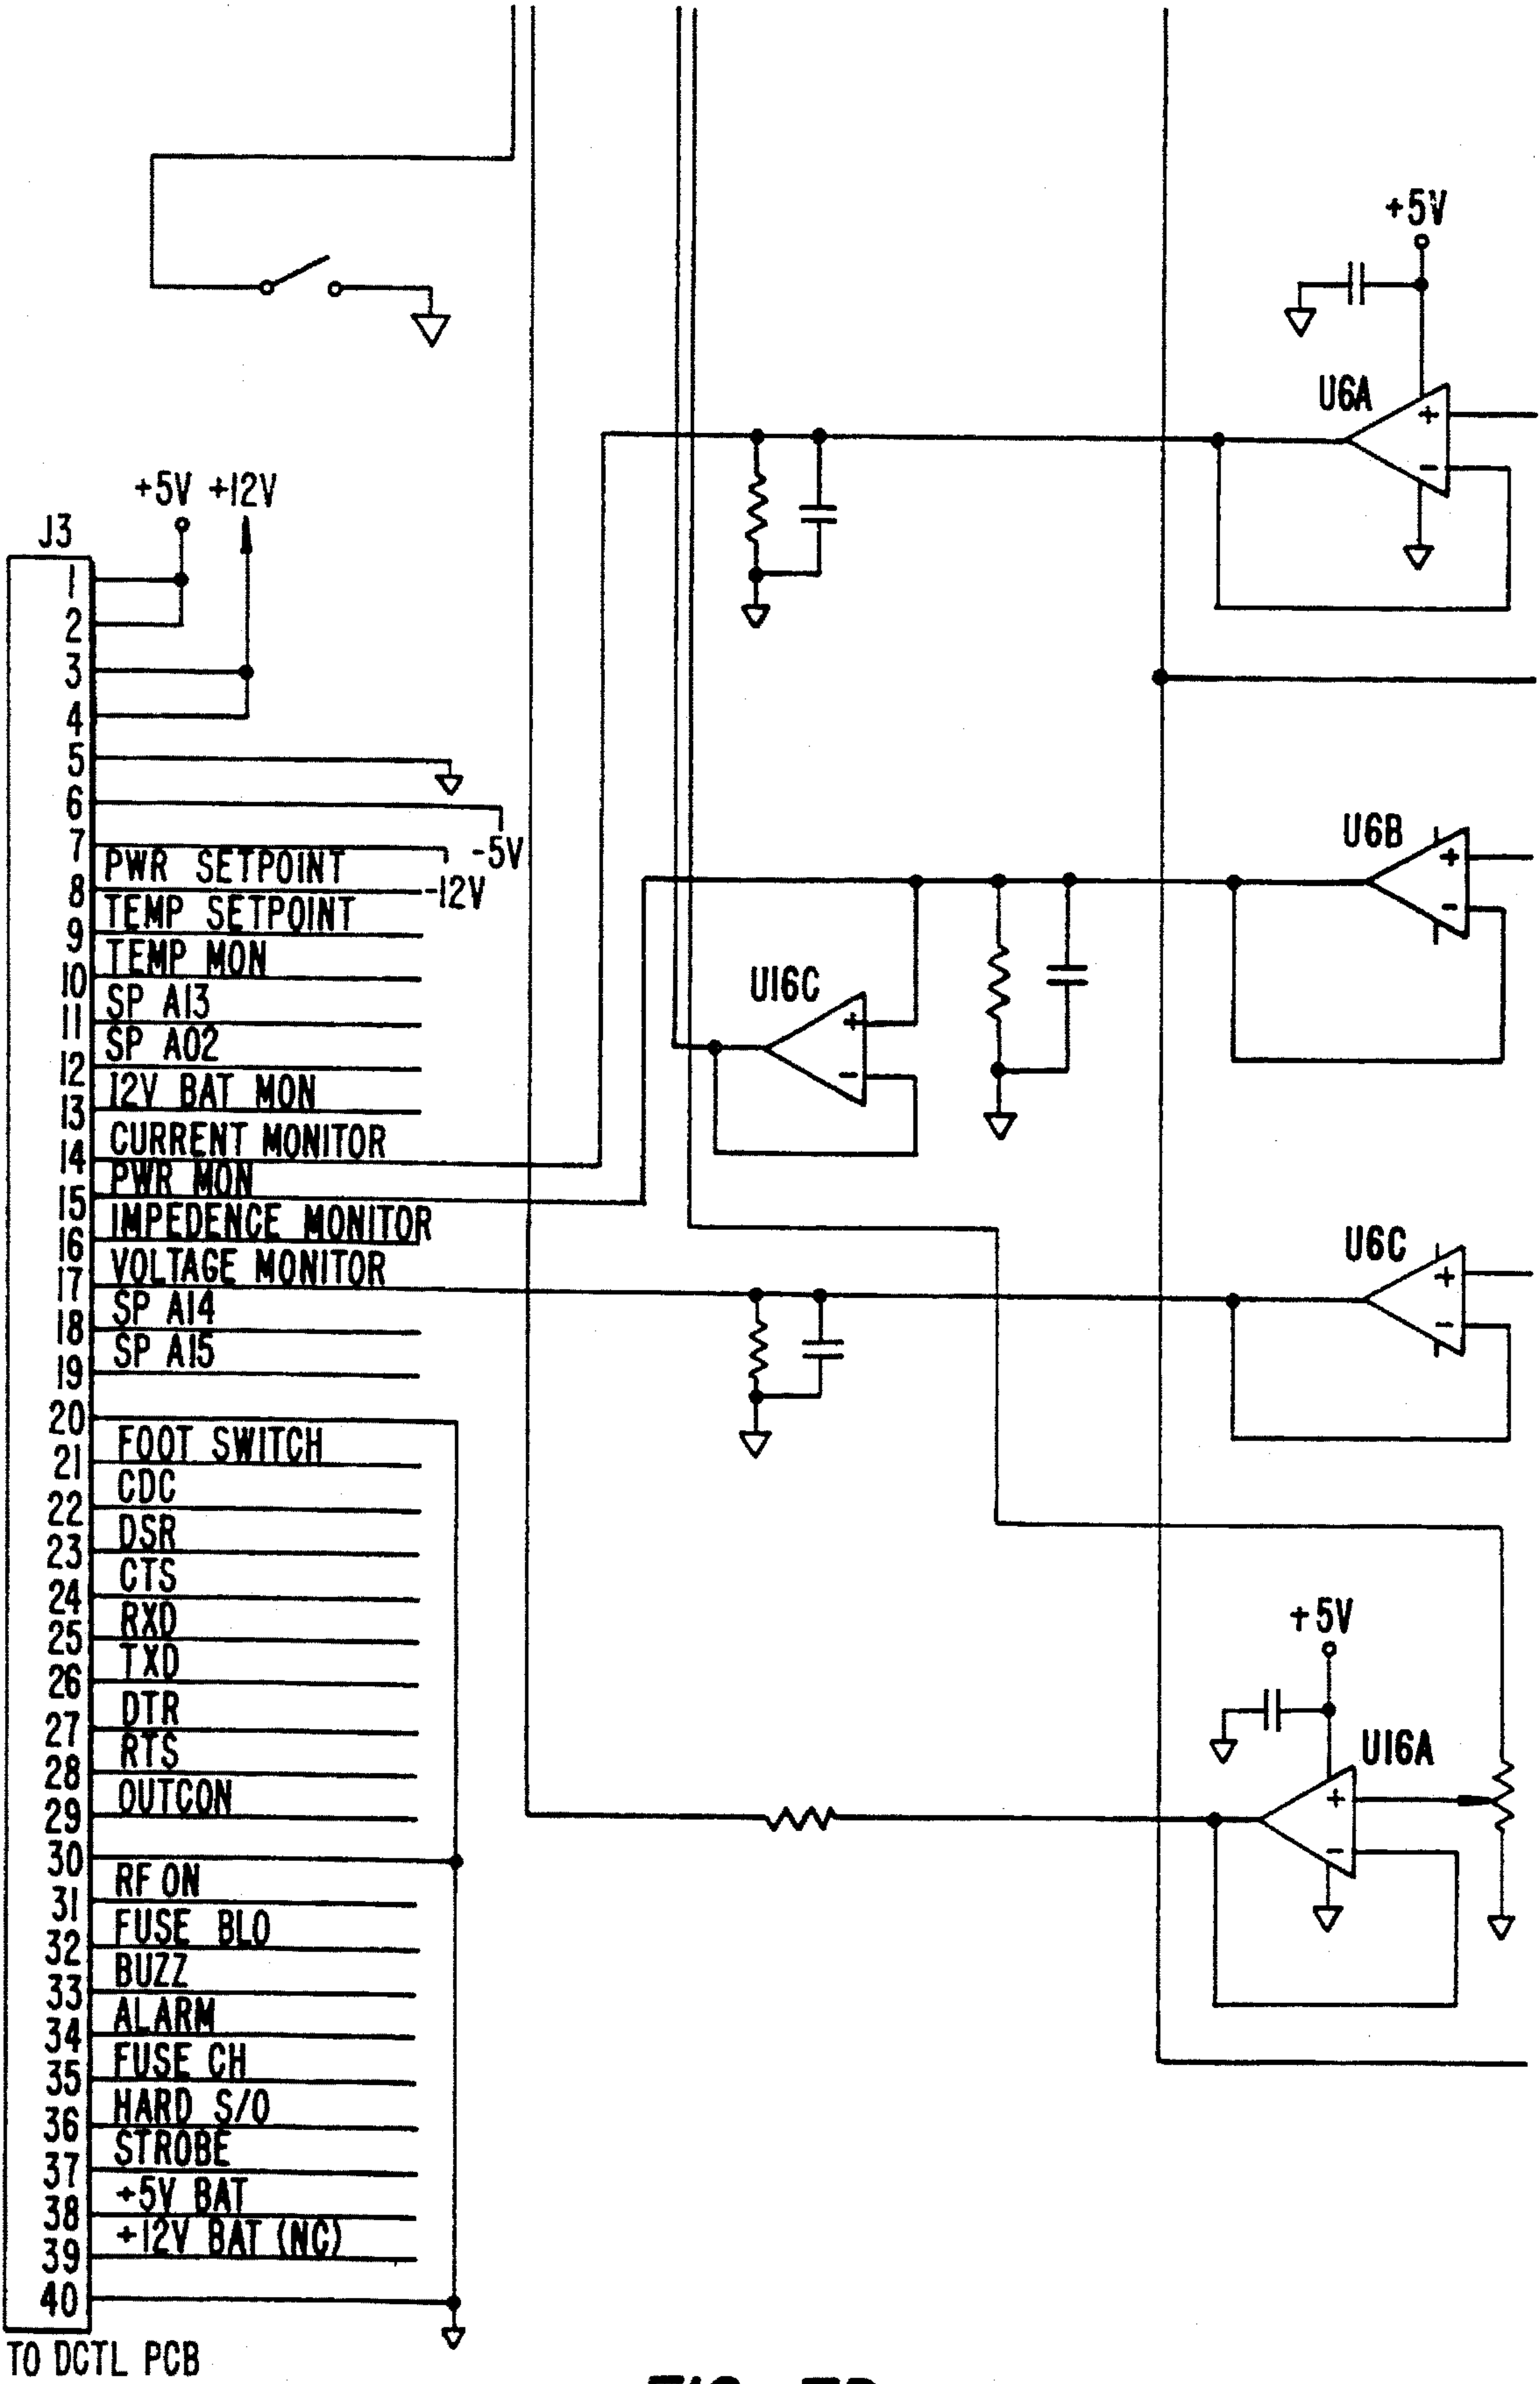 +5V
U6A
+
-
+5V +12V
J3
1
2
3
4
5
6
-5V
7
-12V
PWR SETPOINT
8
TEMP SETPOINT
9
TEMP MON
10
SP AI3
11
SP AO2
12
12V BAT MON
13
CURRENT MONITOR
14
PWR MON
15
IMPEDENCE MONITOR
16
VOLTAGE MONITOR
17
SP AI4
18
SP AI5
19
20
FOOT SWITCH
21
CDC
22
DSR
23
CTS
24
RXD
25
TXD
26
DTR
27
RTS
28
OUTCON
29
30
RF ON
31
FUSE BLO
32
BUZZ
33
ALARM
34
FUSE CH
35
HARD S/O
36
STROBE
37
+5V BAT
38
+12V BAT (NC)
39
40
TO DCTL PCB
U6B
+
-
U16C
+
-
U6C
+
-
+5V
U16A
+
-